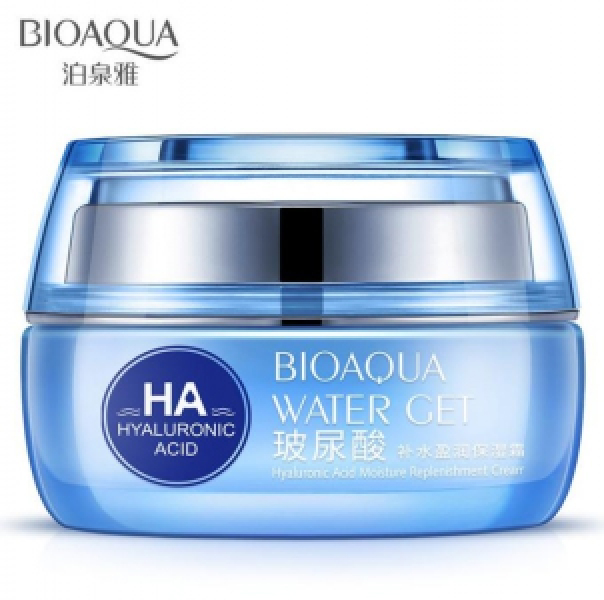 BIOAQUA
泊泉雅
HA
HYALURONIC
ACID
BIOAQUA
WATER GET
玻尿酸 补水盈润保湿霜
Hyaluronic Acid Moisture Replenishment Cream